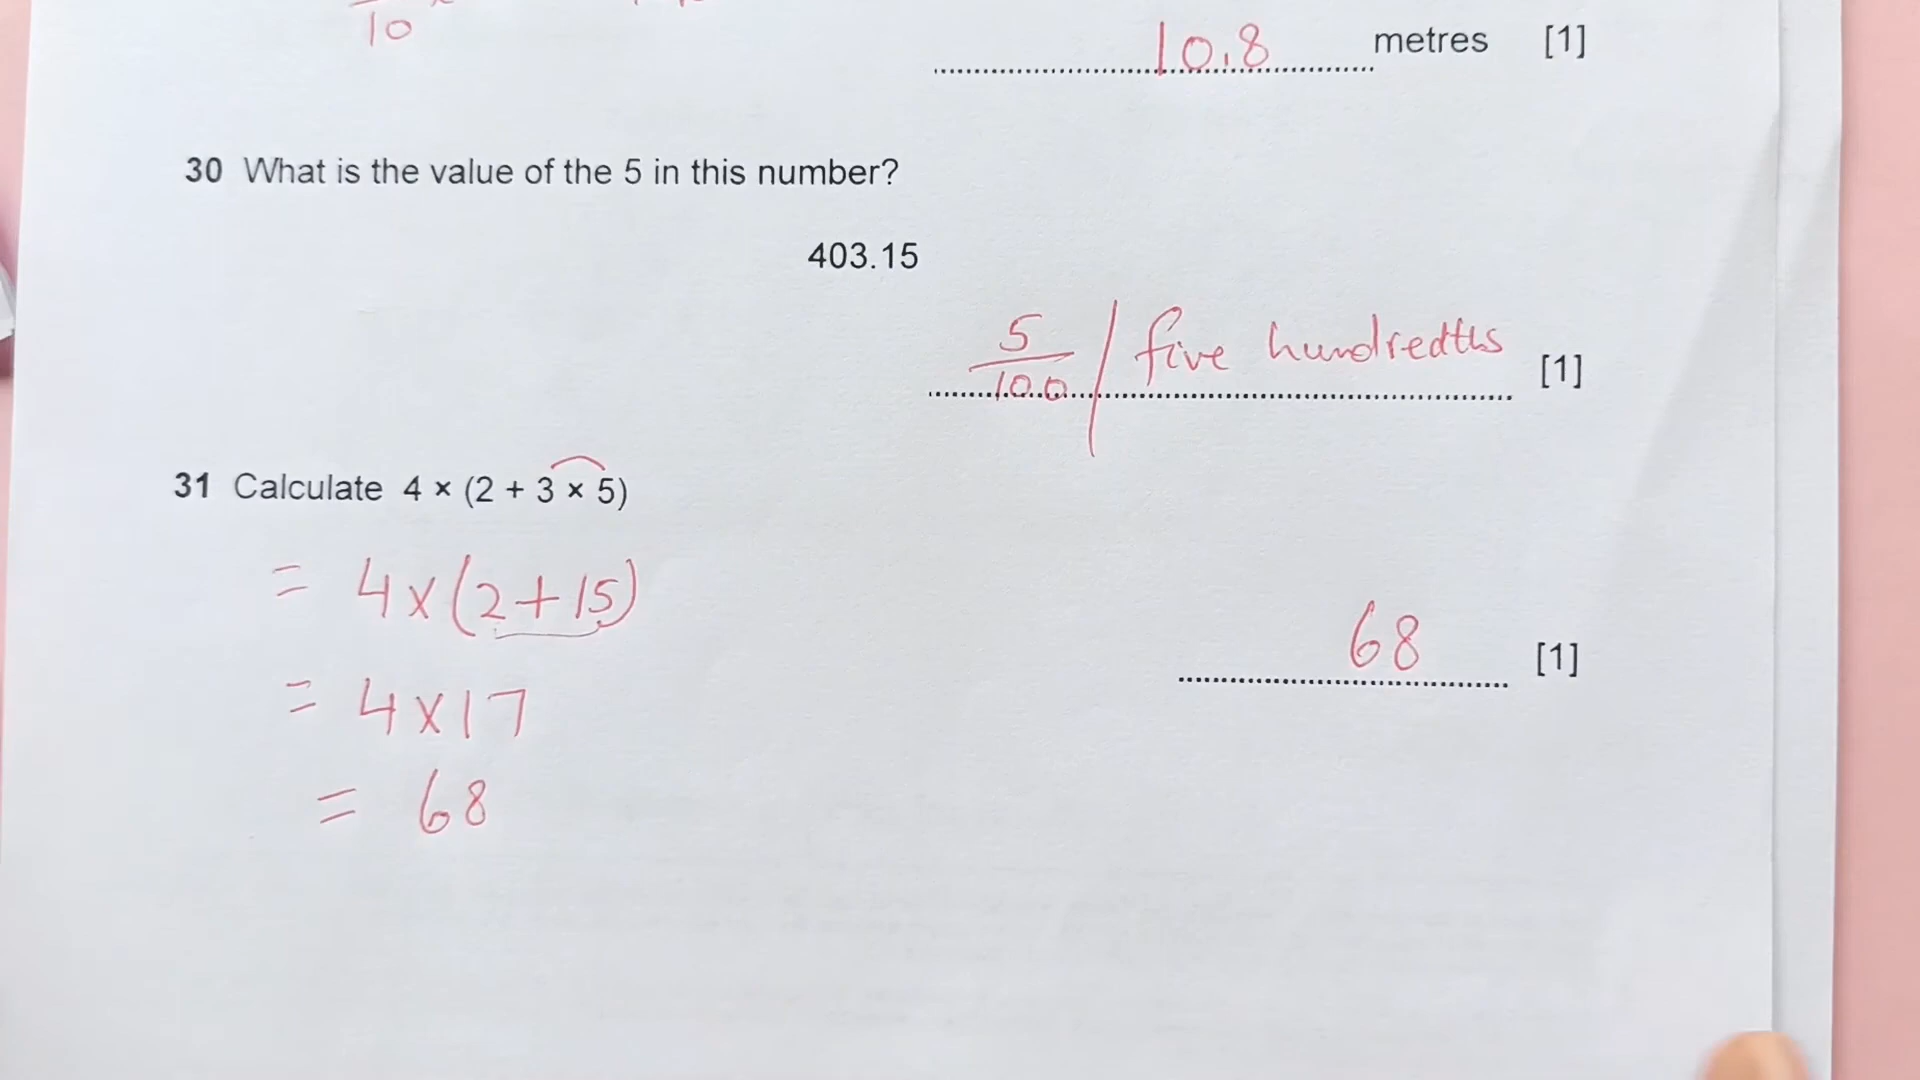 10
10.8 metres [1]
30 What is the value of the 5 in this number?
403.15
5/100 / five hundredths [1]
31 Calculate 4 × (2 + 3 × 5)
= 4 × (2 + 15)
68 [1]
= 4 × 17
= 68